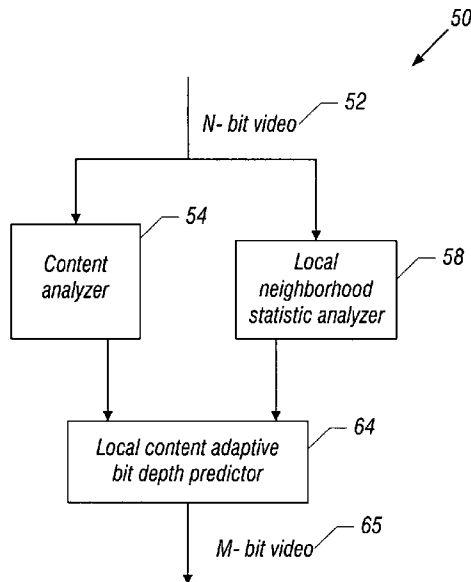 50
N- bit video 52
54
Content
analyzer
58
Local
neighborhood
statistic analyzer
64
Local content adaptive
bit depth predictor
M- bit video 65